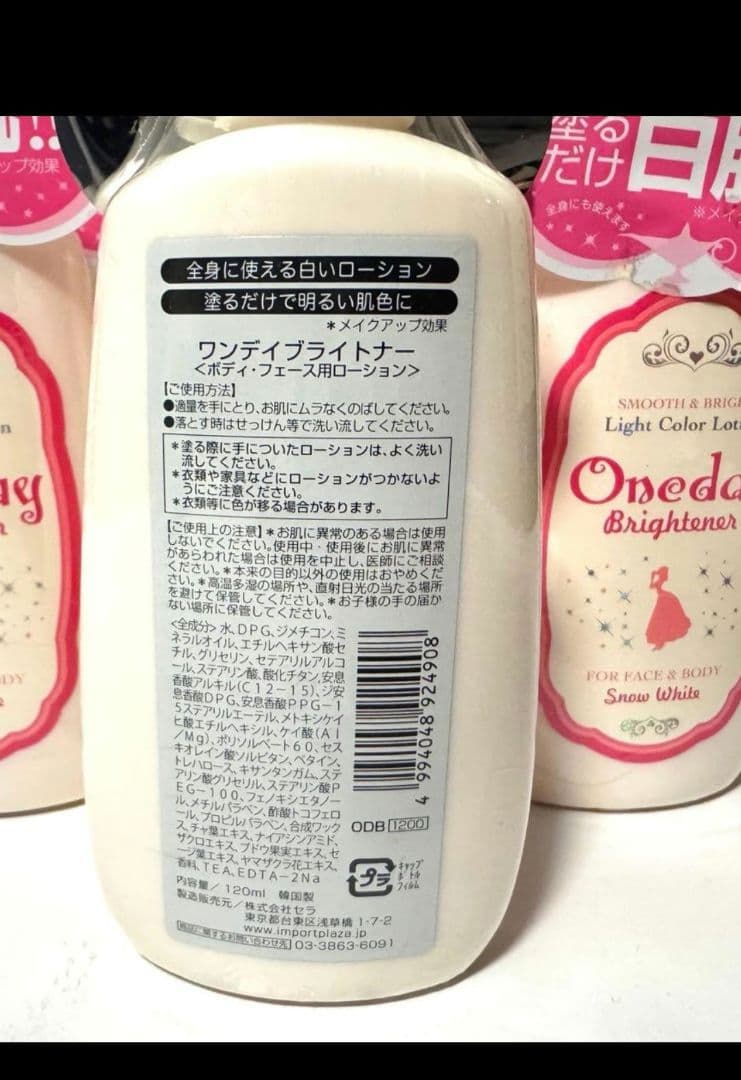 ップ効果
塗る
だけ
全身にも使えます
※メイ
全身に使える白いローション
塗るだけで明るい肌色に
＊メイクアップ効果
ワンデイブライトナー
＜ボディ・フェース用ローション＞
【ご使用方法】
●適量を手にとり、お肌にムラなくのばしてください。
●落とす時はせっけん等で洗い流してください。
＊塗る際に手についたローションは、よく洗い
流してください。
＊衣類や家具などにローションがつかないよ
うにご注意ください。
＊衣類等に色が移る場合があります。
【ご使用上の注意】＊お肌に異常のある場合は使用
しないでください。使用中・使用後にお肌に異常
があらわれた場合は使用を中止し、医師にご相談
ください。＊本来の目的以外の使用はおやめくだ
さい。＊高温多湿の場所や、直射日光の当たる場所
を避けて保管してください。＊お子様の手の届か
ない場所に保管してください。
＜全成分＞水、DPG、ジメチコン、ミ
ネラルオイル、エチルヘキサン酸セ
チル、グリセリン、セテアリルアルコ
ール、ステアリン酸、酸化チタン、安息
香酸アルキル(C12-15)、ジ安
息香酸DPG、安息香酸PPG-1
5ステアリルエーテル、メトキシケイ
ヒ酸エチルヘキシル、ケイ酸(Al
/Mg)、ポリソルベート60、セス
キオレイン酸ソルビタン、ベタイン、
トレハロース、キサンタンガム、ステ
アリン酸グリセリル、ステアリン酸P
EG-100、フェノキシエタノー
ル、メチルパラベン、酢酸トコフェロ
ール、プロピルパラベン、合成ワック
ス、チャ葉エキス、ナイアシンアミド、
ザクロエキス、ブドウ果実エキス、セ
ージ葉エキス、ヤマザクラ花エキス、
香料、TEA、EDTA-2Na
4 994048 924908
ODB 1200
プラ
キャップ
ボトル
フィルム
内容量／120ml 韓国製
製造販売元／株式会社セラ
東京都台東区浅草橋1-7-2
www.importplaza.jp
商品に関するお問い合わせ先 03-3863-6091
SMOOTH & BRIG
Light Color Loti
Oneda
Brightener
FOR FACE & BODY
Snow White